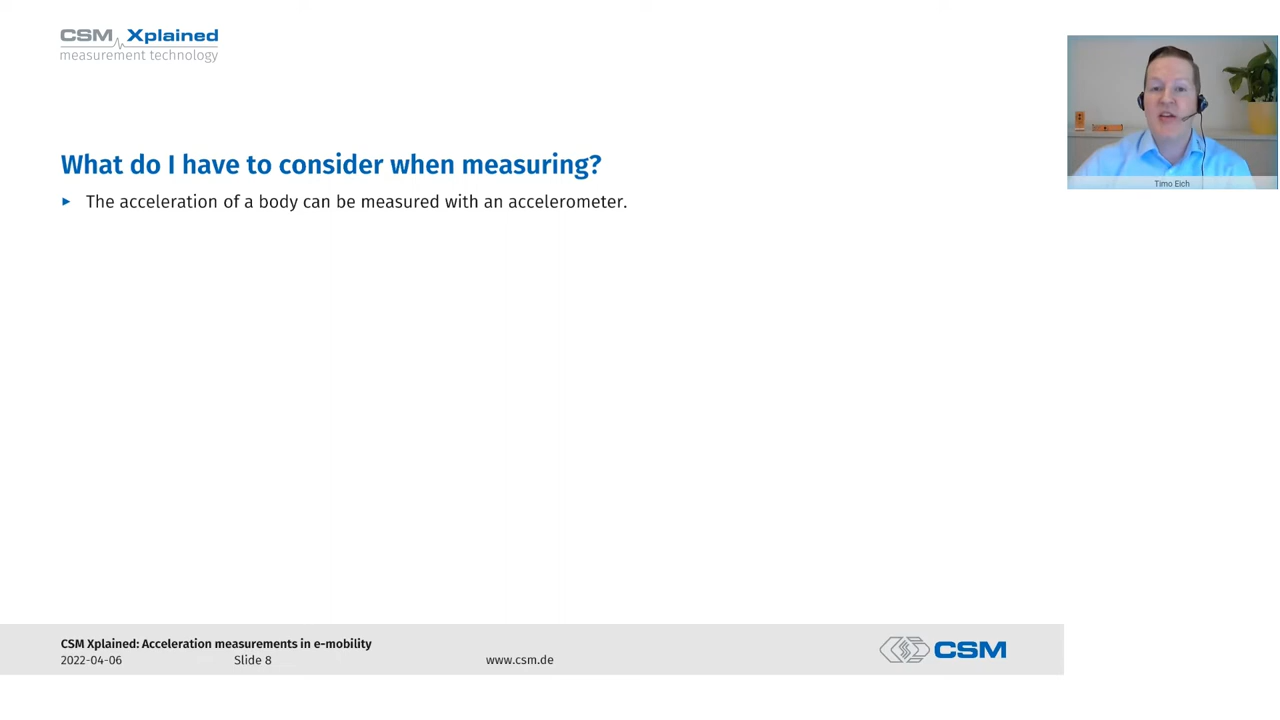 CSM Xplained
measurement technology
Timo Eich
What do I have to consider when measuring?
The acceleration of a body can be measured with an accelerometer.
CSM Xplained: Acceleration measurements in e-mobility
2022-04-06 Slide 8 www.csm.de
CSM